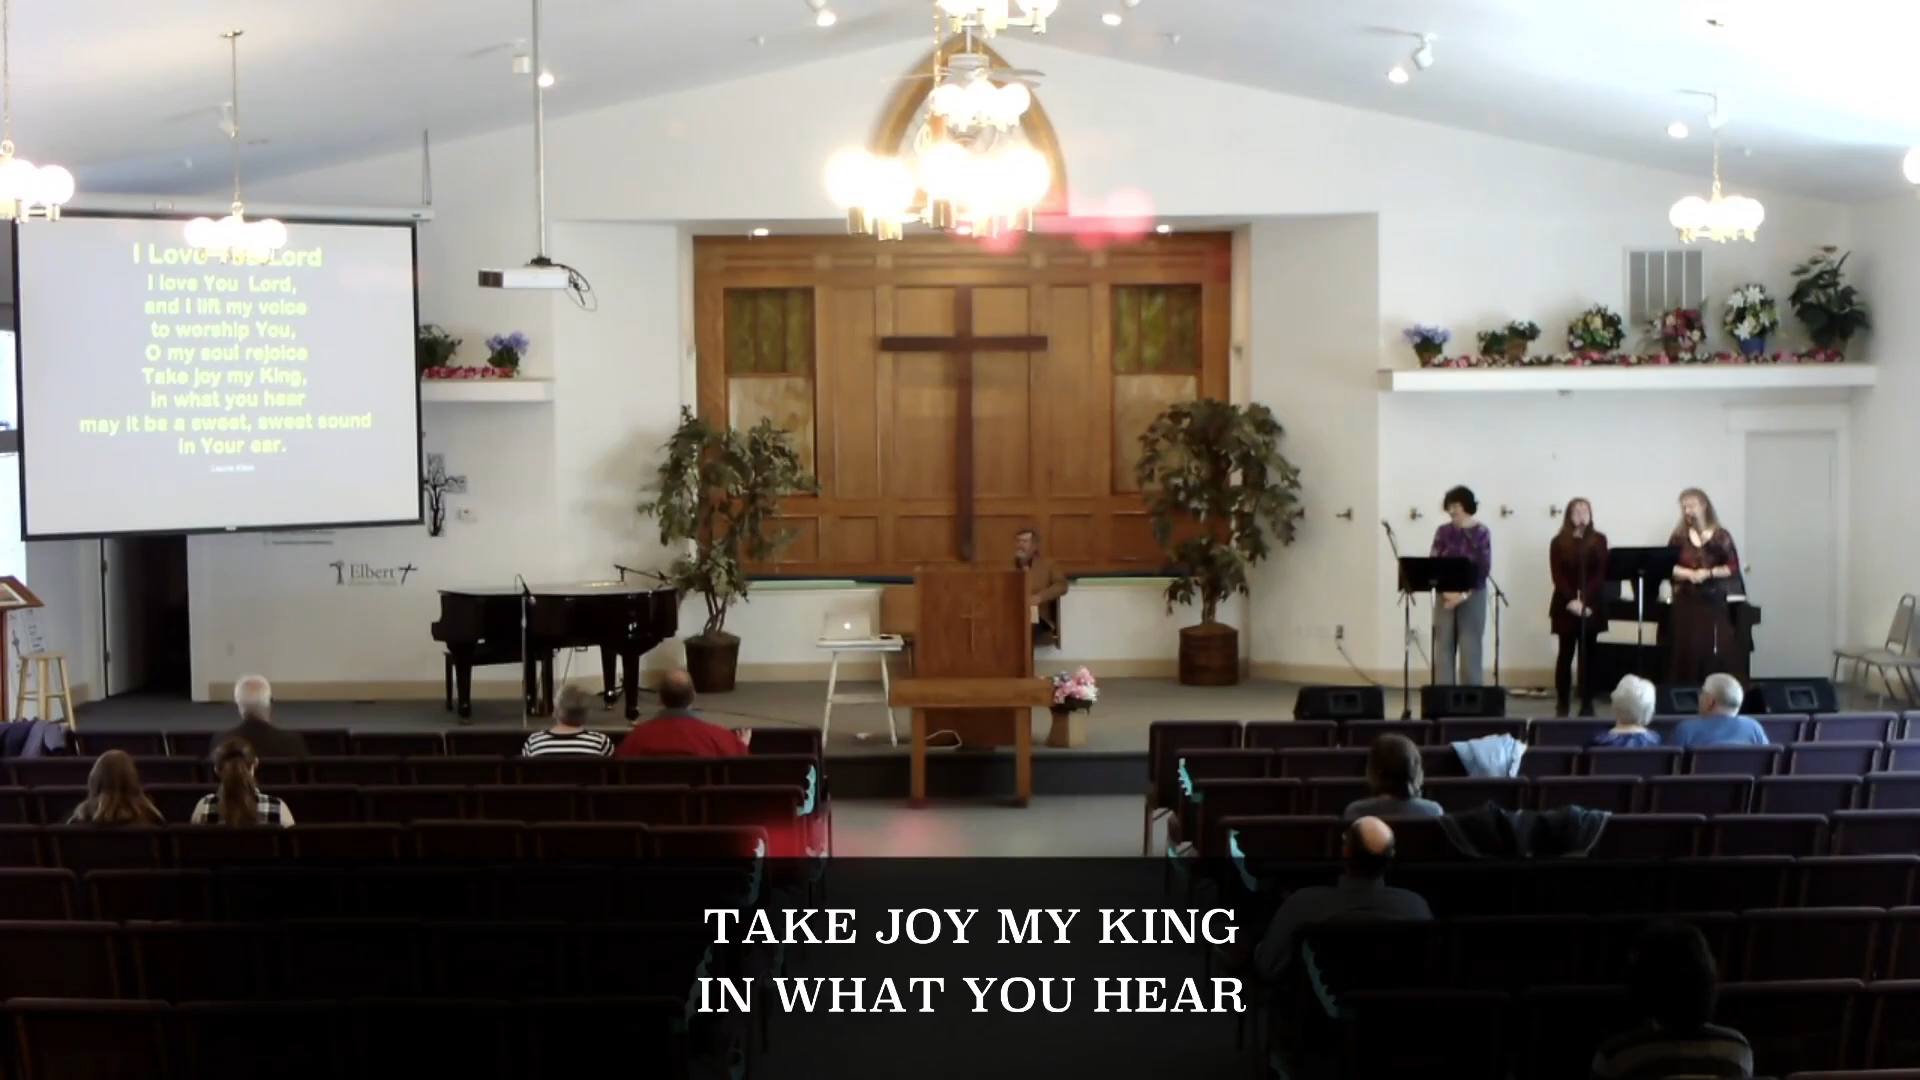 I Love You Lord
I love You Lord,
and I lift my voice
to worship You,
O my soul rejoice
Take joy my King,
in what you hear
may it be a sweet, sweet sound
in Your ear.
Laurie Klein
Elbert
TAKE JOY MY KING
IN WHAT YOU HEAR